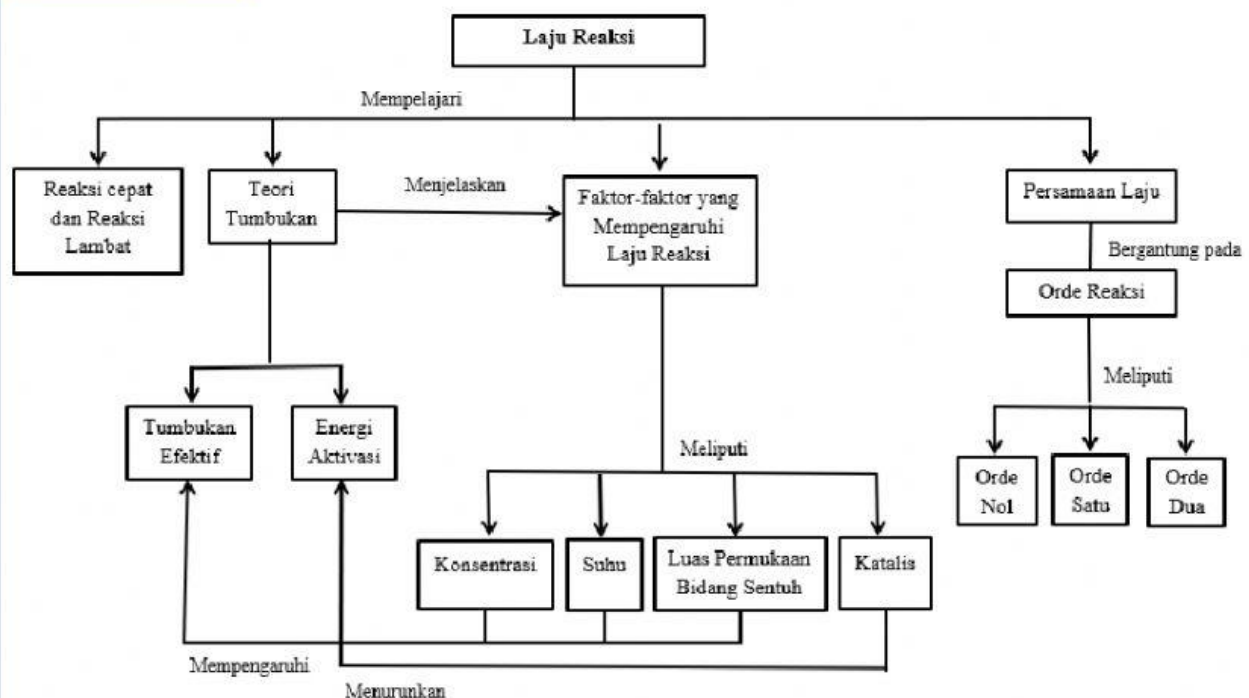 Laju Reaksi
Mempelajari
Reaksi cepat
dan Reaksi
Lambat
Teori
Tumbukan
Menjelaskan
Faktor-faktor yang
Mempengaruhi
Laju Reaksi
Persamaan Laju
Bergantung pada
Orde Reaksi
Meliputi
Tumbukan
Efektif
Energi
Aktivasi
Meliputi
Orde
Nol
Orde
Satu
Orde
Dua
Konsentrasi
Suhu
Luas Permukaan
Bidang Sentuh
Katalis
Mempengaruhi
Menurunkan